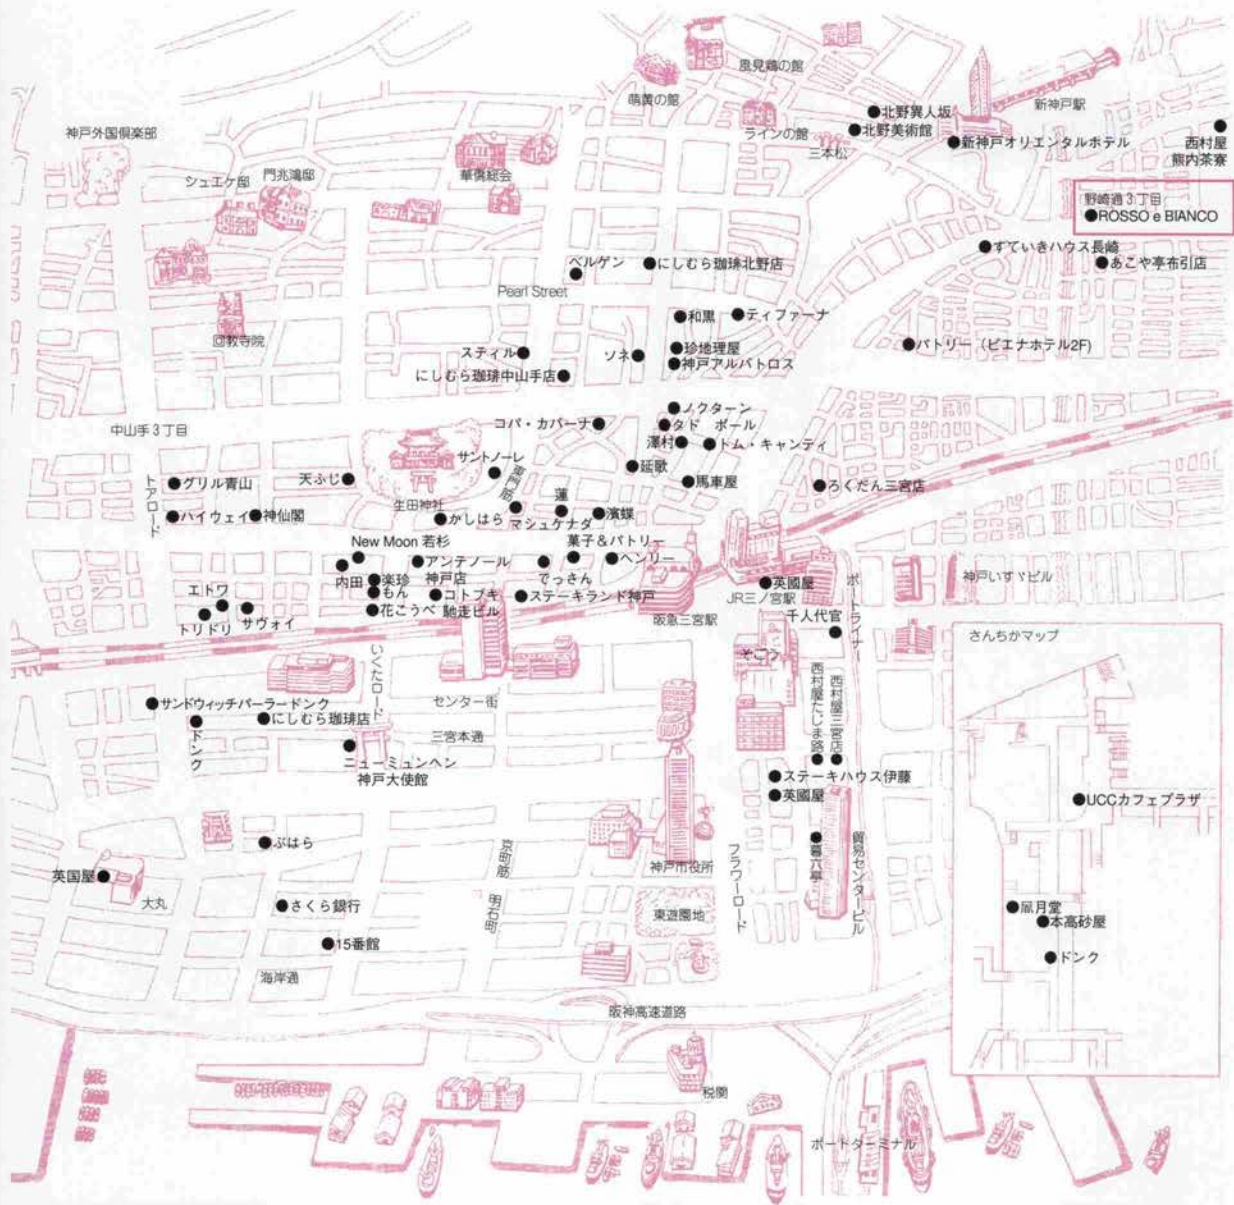 風見鶏の館
萌黄の館
新神戸駅
ラインの館
●北野異人坂
●北野美術館
三本松
●新神戸オリエンタルホテル
西村屋
熊内茶寮
神戸外国倶楽部
シュエケ邸
門兆鴻邸
華僑総会
野崎通3丁目
●ROSSO e BIANCO
●すていきハウス長崎
●あこや亭布引店
ベルゲン
●にしむら珈琲北野店
Pearl Street
回教寺院
●和黒
●ティファーナ
スティル●
ソネ●
●珍地理屋
●神戸アルバトロス
●パトリー (ピエナホテル2F)
にしむら珈琲中山手店●
中山手3丁目
コパ・カバーナ●
●ノクターン
●タド ポール
澤村●
●トム・キャンティ
トアロード
●グリル青山
天ふじ●
サントノーレ
東門筋
●延歌
●馬車屋
●ろくだん三宮店
生田神社
●ハイウェイ
●神仙閣
●かしはら
マシュケナダ
蓮
●濱蝶
New Moon 若杉
内田
●楽珍
●もん
●花こうべ
●アンテノール
神戸店
●コトブキ
馳走ビル
菓子&パトリー
●ヘンリー
でっさん
●ステーキランド神戸
エトワ
トリドリ
サヴォイ
阪急三宮駅
●英國屋
JR三ノ宮駅
ポートライナー
神戸いすゞビル
千人代官
そごう
さんちかマップ
いくたロード
センター街
●サンドウィッチパーラードンク
●ドンク
●にしむら珈琲店
三宮本通
●ニューミュンヘン
神戸大使館
西村屋たじま路●
西村屋三宮店●
●ステーキハウス伊藤
●英國屋
●UCCカフェプラザ
●ぶはら
京町筋
明石町
神戸市役所
フラワーロード
●暮六亭
貿易センタービル
英国屋●
大丸
●さくら銀行
東遊園地
●凮月堂
●本高砂屋
●15番館
●ドンク
海岸通
阪神高速道路
税関
ポートターミナル